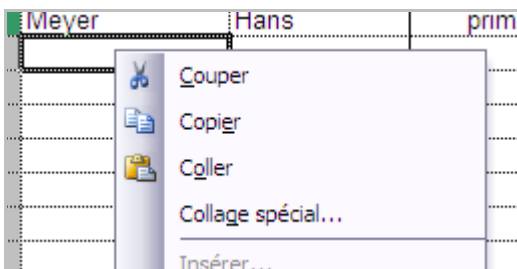 Meyer Hans prim
Couper
Copier
Coller
Collage spécial...
Insérer...